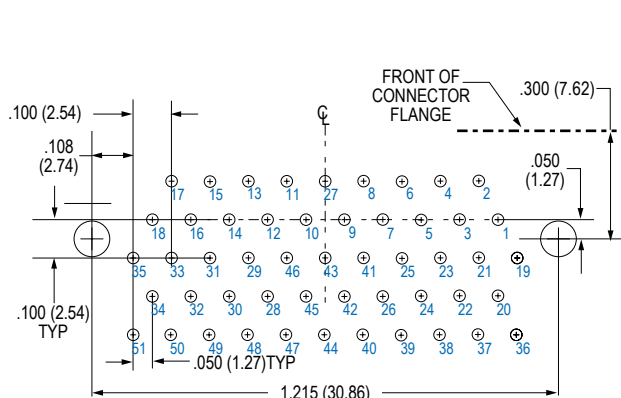 FRONT OF
CONNECTOR
FLANGE
.300 (7.62)
.100 (2.54)
℄
.108
(2.74)
.050
(1.27)
17 15 13 11 27 8 6 4 2
18 16 14 12 10 9 7 5 3 1
35 33 31 29 46 43 41 25 23 21 19
.100 (2.54)
TYP
34 32 30 28 45 42 26 24 22 20
51 50 49 48 47 44 40 39 38 37 36
.050 (1.27)TYP
1.215 (30.86)